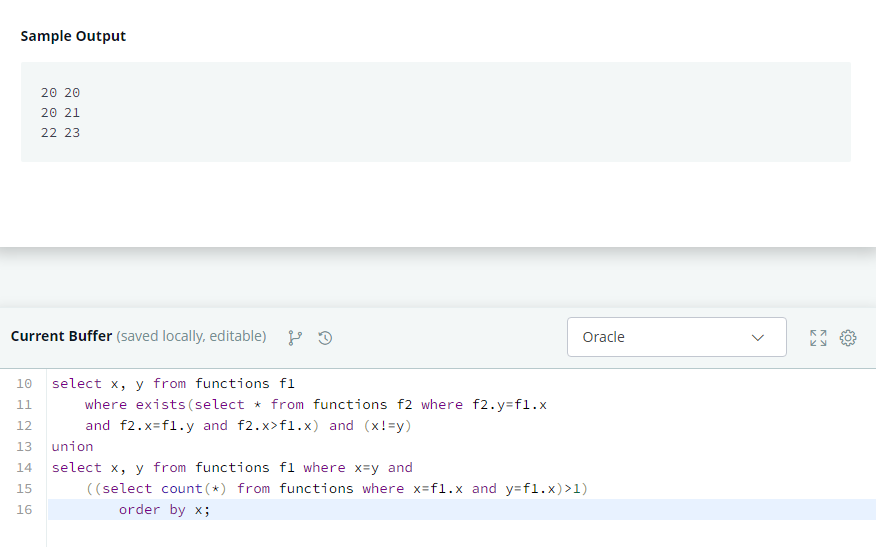 Sample Output
20 20
20 21
22 23
Current Buffer (saved locally, editable)
Oracle
10 select x, y from functions f1
11     where exists(select * from functions f2 where f2.y=f1.x
12     and f2.x=f1.y and f2.x>f1.x) and (x!=y)
13 union
14 select x, y from functions f1 where x=y and
15     ((select count(*) from functions where x=f1.x and y=f1.x)>1)
16         order by x;